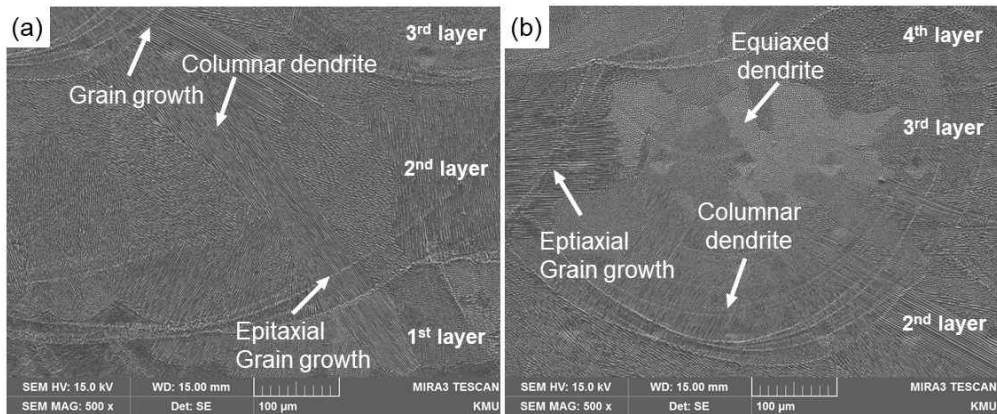 (a)
3rd layer
Columnar dendrite
Grain growth
2nd layer
Epitaxial
Grain growth
1st layer
SEM HV: 15.0 kV WD: 15.00 mm MIRA3 TESCAN
SEM MAG: 500 x Det: SE 100 µm KMU
(b)
4th layer
Equiaxed
dendrite
3rd layer
Columnar
dendrite
Eptiaxial
Grain growth
2nd layer
SEM HV: 15.0 kV WD: 15.00 mm MIRA3 TESCAN
SEM MAG: 500 x Det: SE 100 µm KMU